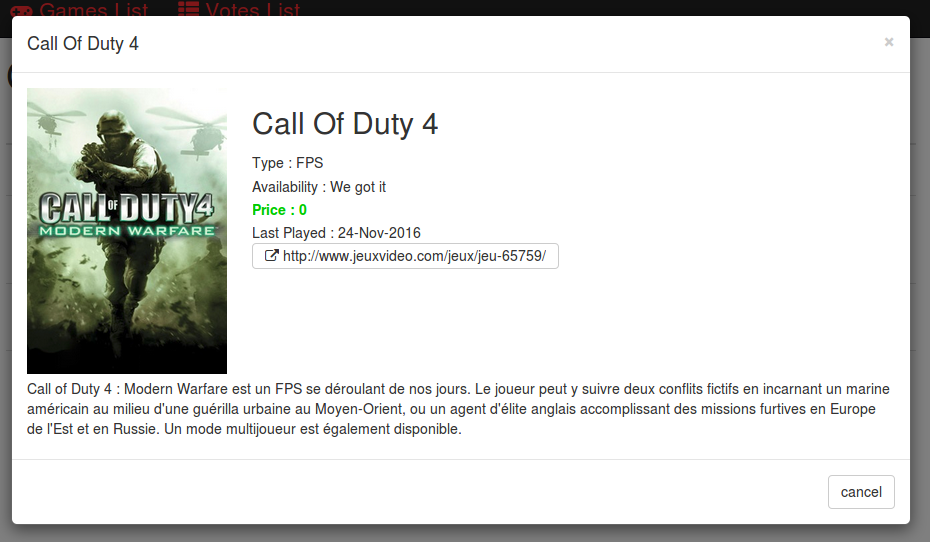 Games List Votes List
Call Of Duty 4 ×
CALL OF DUTY 4
MODERN WARFARE
Call Of Duty 4
Type : FPS
Availability : We got it
Price : 0
Last Played : 24-Nov-2016
http://www.jeuxvideo.com/jeux/jeu-65759/
Call of Duty 4 : Modern Warfare est un FPS se déroulant de nos jours. Le joueur peut y suivre deux conflits fictifs en incarnant un marine
américain au milieu d'une guérilla urbaine au Moyen-Orient, ou un agent d'élite anglais accomplissant des missions furtives en Europe
de l'Est et en Russie. Un mode multijoueur est également disponible.
cancel